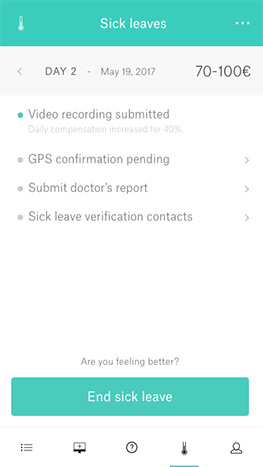 Sick leaves
DAY 2 - May 19, 2017 70-100€
Video recording submitted
Daily compensation increased for 40%.
GPS confirmation pending
Submit doctor's report
Sick leave verification contacts
Are you feeling better?
End sick leave